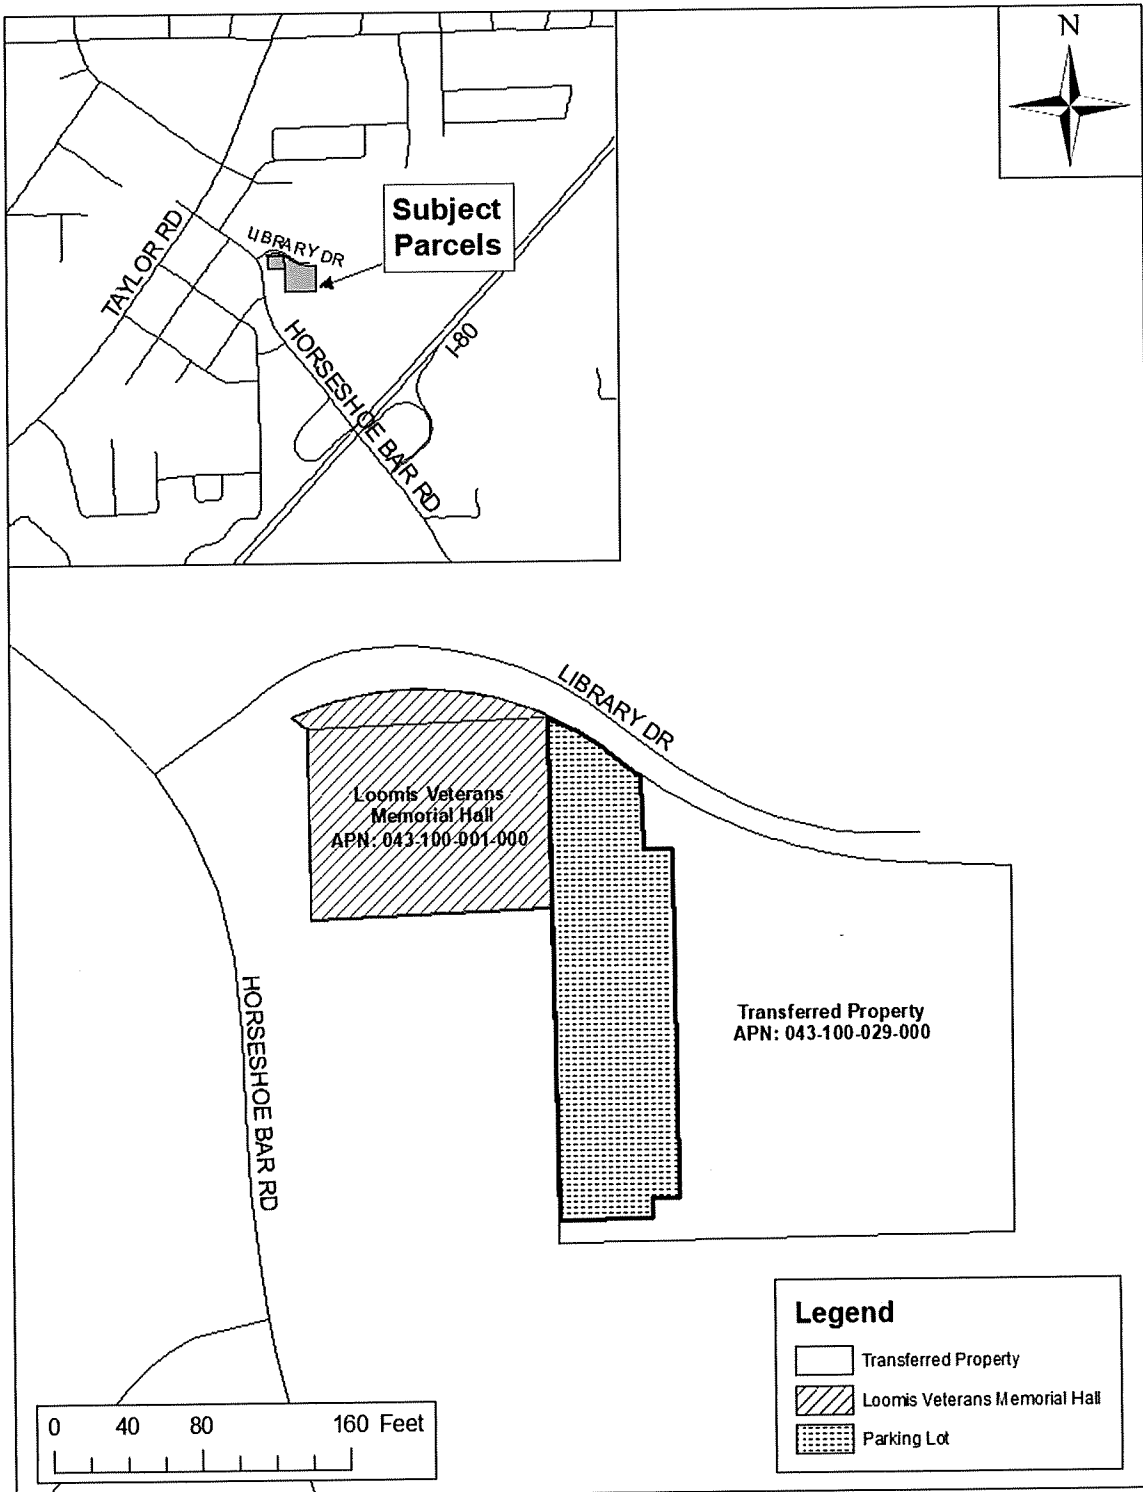 N
TAYLOR RD
LIBRARY DR
Subject
Parcels
I-80
HORSESHOE BAR RD
LIBRARY DR
Loomis Veterans
Memorial Hall
APN: 043-100-001-000
Transferred Property
APN: 043-100-029-000
HORSESHOE BAR RD
Legend
Transferred Property
Loomis Veterans Memorial Hall
Parking Lot
0 40 80 160 Feet